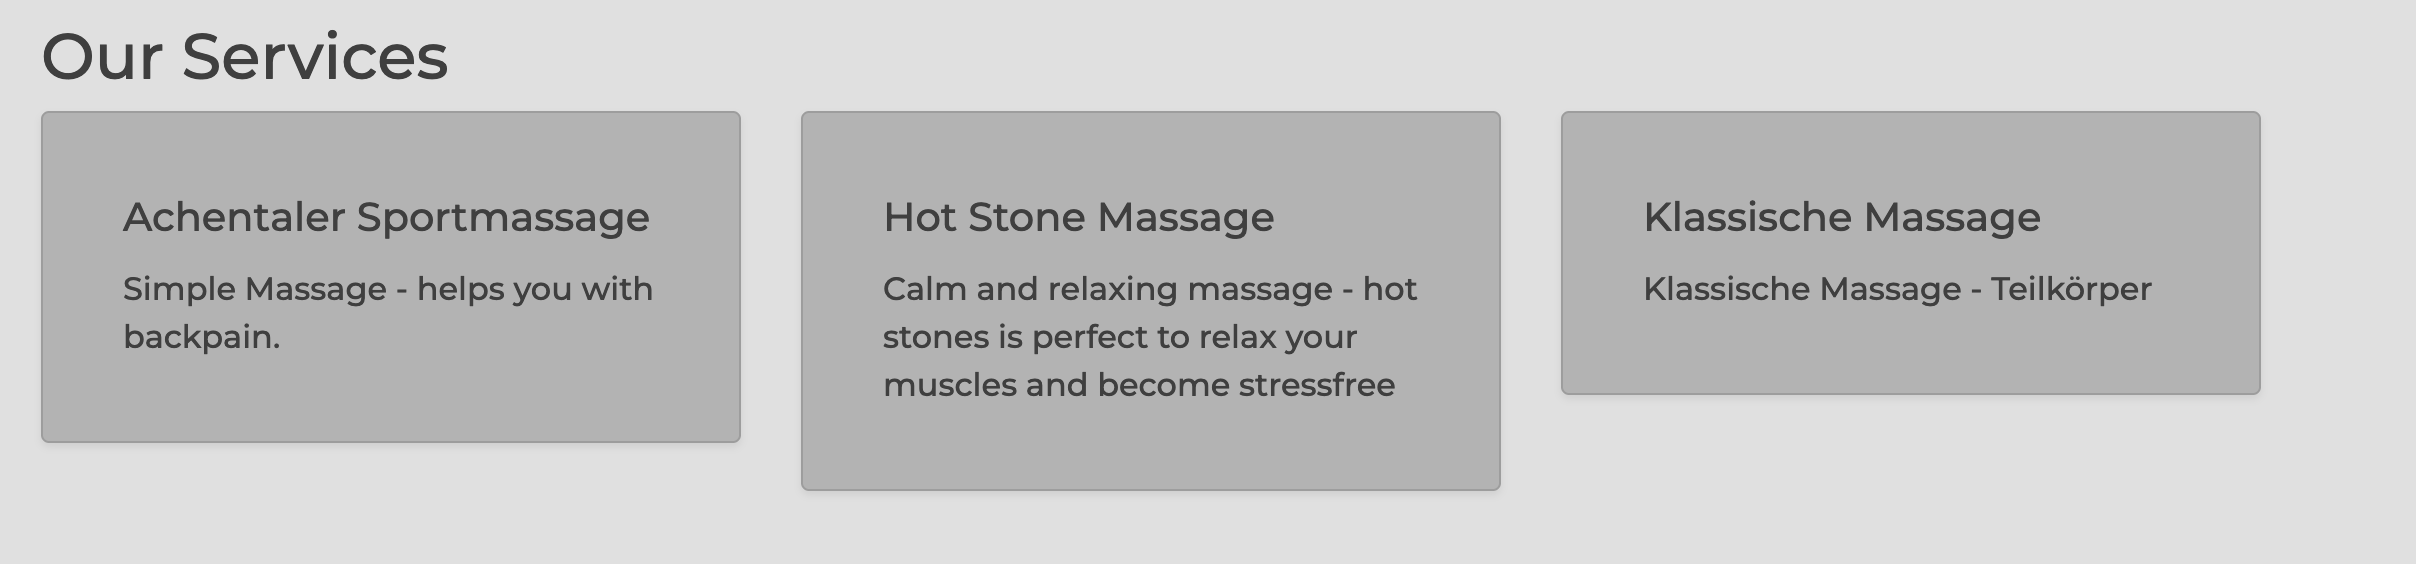 Our Services
Achentaler Sportmassage
Simple Massage - helps you with
backpain.
Hot Stone Massage
Calm and relaxing massage - hot
stones is perfect to relax your
muscles and become stressfree
Klassische Massage
Klassische Massage - Teilkörper